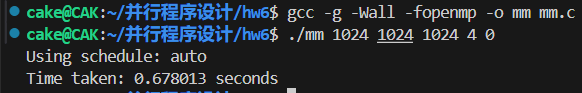 cake@CAK:~/并行程序设计/hw6$ gcc -g -Wall -fopenmp -o mm mm.c
cake@CAK:~/并行程序设计/hw6$ ./mm 1024 1024 1024 4 0
Using schedule: auto
Time taken: 0.678013 seconds